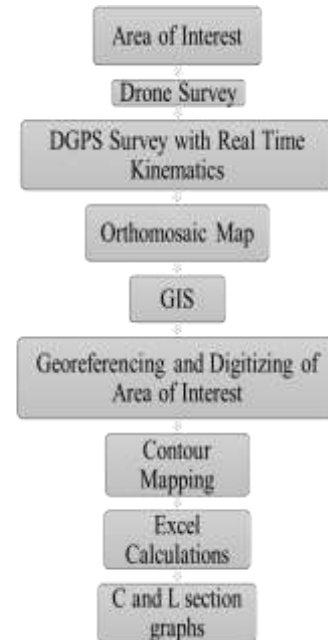 Area of Interest
Drone Survey
DGPS Survey with Real Time
Kinematics
Orthomosaic Map
GIS
Georeferencing and Digitizing of
Area of Interest
Contour
Mapping
Excel
Calculations
C and L section
graphs